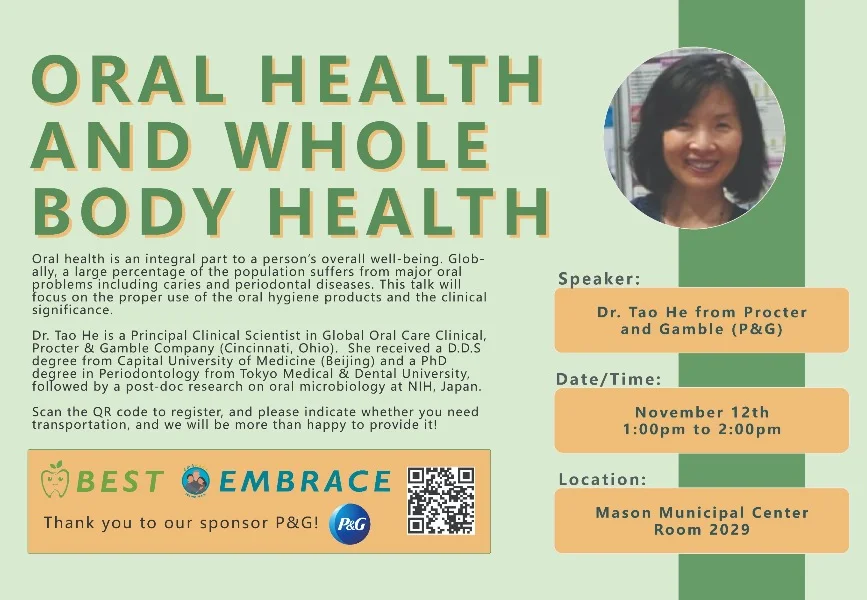 ORAL HEALTH
AND WHOLE
BODY HEALTH
Oral health is an integral part to a person's overall well-being. Glob-
ally, a large percentage of the population suffers from major oral
problems including caries and periodontal diseases. This talk will
focus on the proper use of the oral hygiene products and the clinical
significance.
Dr. Tao He is a Principal Clinical Scientist in Global Oral Care Clinical,
Procter & Gamble Company (Cincinnati, Ohio). She received a D.D.S
degree from Capital University of Medicine (Beijing) and a PhD
degree in Periodontology from Tokyo Medical & Dental University,
followed by a post-doc research on oral microbiology at NIH, Japan.
Scan the QR code to register, and please indicate whether you need
transportation, and we will be more than happy to provide it!
BEST EMBRACE
Thank you to our sponsor P&G! P&G
Speaker:
Dr. Tao He from Procter
and Gamble (P&G)
Date/Time:
November 12th
1:00pm to 2:00pm
Location:
Mason Municipal Center
Room 2029